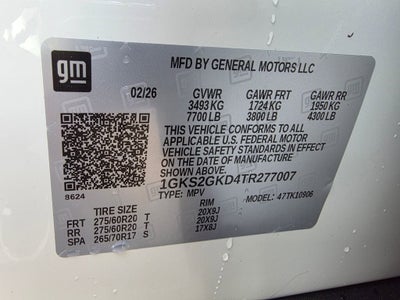 gm
MFD BY GENERAL MOTORS LLC
02/26 GVWR GAWR FRT GAWR RR
3493 KG 1724 KG 1950 KG
7700 LB 3800 LB 4300 LB
THIS VEHICLE CONFORMS TO ALL
APPLICABLE U.S. FEDERAL MOTOR
VEHICLE SAFETY STANDARDS IN EFFECT
ON THE DATE OF MANUFACTURE
SHOWN ABOVE.
1GKS2GKD4TR277007
8624 TYPE: MPV MODEL: 47TK10906
TIRE SIZE RIM
FRT 275/60R20 T 20X9J
RR 275/60R20 T 20X9J
SPA 265/70R17 S 17X8J